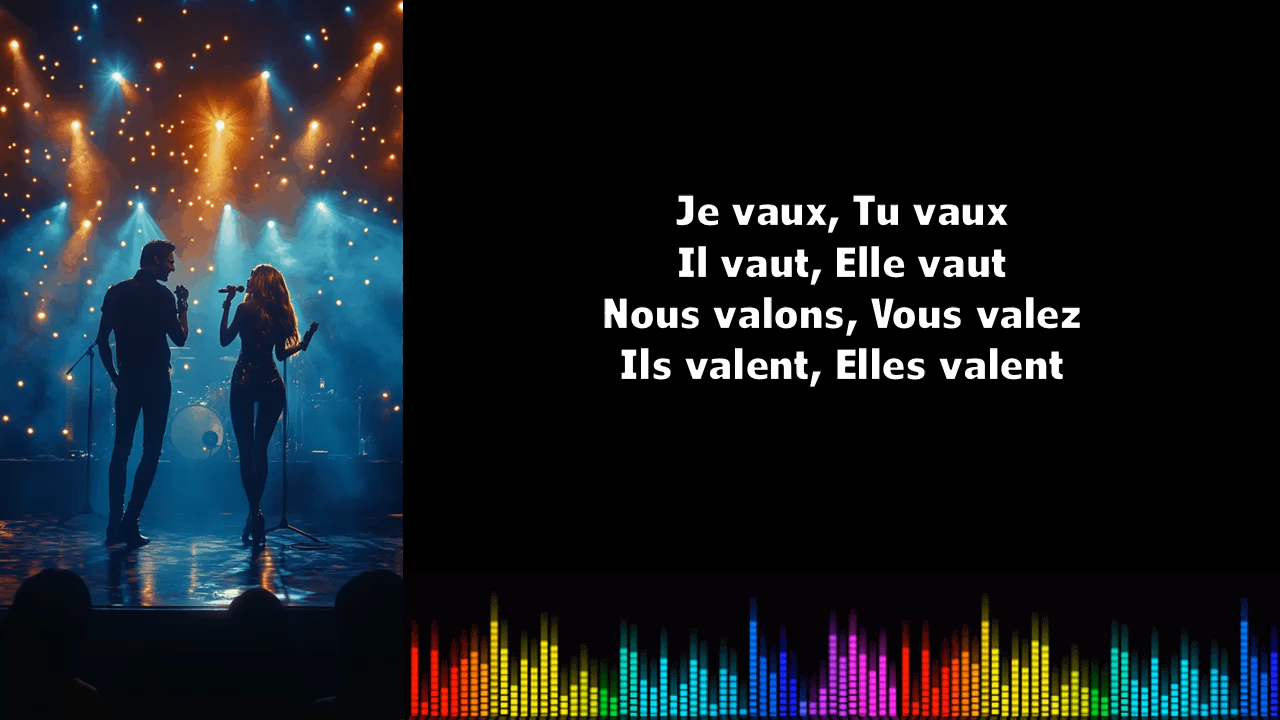 Je vaux, Tu vaux
Il vaut, Elle vaut
Nous valons, Vous valez
Ils valent, Elles valent